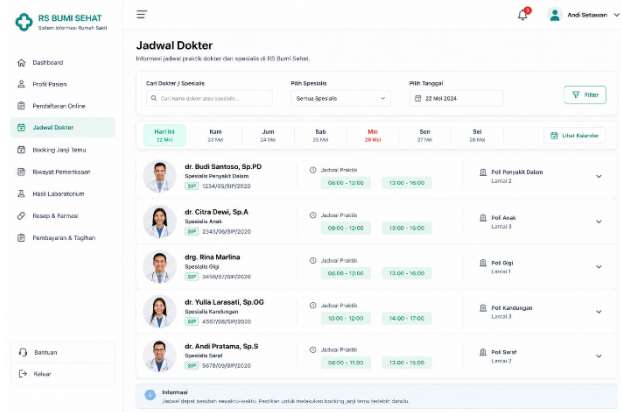 RS BUMI SEHAT
Sistem Informasi Rumah Sakit
Andi Setiawan
Dashboard
Profil Pasien
Pendaftaran Online
Jadwal Dokter
Booking Janji Temu
Riwayat Pemeriksaan
Hasil Laboratorium
Resep & Farmasi
Pembayaran & Tagihan
Bantuan
Keluar
Jadwal Dokter
Informasi jadwal praktik dokter dan spesialis di RS Bumi Sehat.
Cari Dokter / Spesialis
Cari nama dokter atau spesialis...
Pilih Spesialis
Semua Spesialis
Pilih Tanggal
22 Mei 2024
Filter
Hari Ini
22 Mei
Kam
23 Mei
Jum
24 Mei
Sab
25 Mei
Min
26 Mei
Sen
27 Mei
Sel
28 Mei
Lihat Kalender
dr. Budi Santoso, Sp.PD
Spesialis Penyakit Dalam
SIP 1234/05/SIP/2020
Jadwal Praktik
08:00 - 12:00 13:00 - 16:00
Poli Penyakit Dalam
Lantai 2
dr. Citra Dewi, Sp.A
Spesialis Anak
SIP 2345/06/SIP/2020
Jadwal Praktik
09:00 - 12:00 13:00 - 15:00
Poli Anak
Lantai 3
drg. Rina Marlina
Spesialis Gigi
SIP 3456/07/SIP/2020
Jadwal Praktik
08:00 - 12:00 13:00 - 16:00
Poli Gigi
Lantai 1
dr. Yulia Larasati, Sp.OG
Spesialis Kandungan
SIP 4567/08/SIP/2020
Jadwal Praktik
10:00 - 12:00 14:00 - 17:00
Poli Kandungan
Lantai 3
dr. Andi Pratama, Sp.S
Spesialis Saraf
SIP 5678/09/SIP/2020
Jadwal Praktik
08:00 - 11:00 13:00 - 15:00
Poli Saraf
Lantai 2
Informasi
Jadwal dapat berubah sewaktu-waktu. Pastikan untuk melakukan booking janji temu terlebih dahulu.